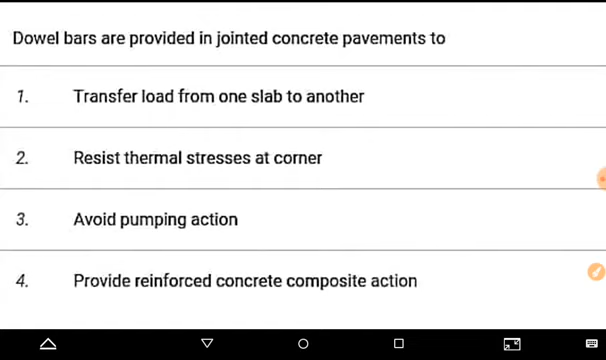 Dowel bars are provided in jointed concrete pavements to
1. Transfer load from one slab to another
2. Resist thermal stresses at corner
3. Avoid pumping action
4. Provide reinforced concrete composite action